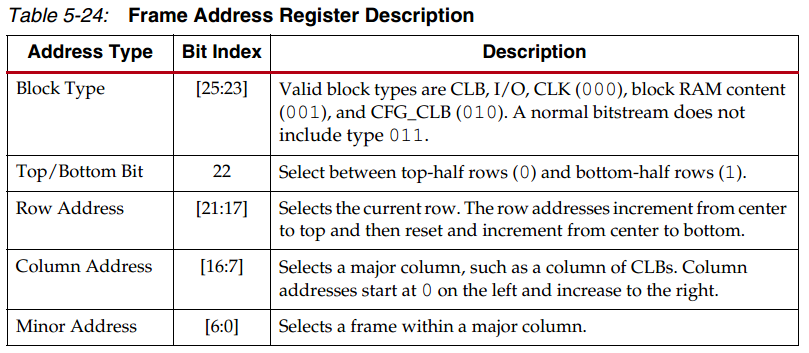 Table 5-24: Frame Address Register Description
Address Type Bit Index Description
Block Type [25:23] Valid block types are CLB, I/O, CLK (000), block RAM content
(001), and CFG_CLB (010). A normal bitstream does not
include type 011.
Top/Bottom Bit 22 Select between top-half rows (0) and bottom-half rows (1).
Row Address [21:17] Selects the current row. The row addresses increment from center
to top and then reset and increment from center to bottom.
Column Address [16:7] Selects a major column, such as a column of CLBs. Column
addresses start at 0 on the left and increase to the right.
Minor Address [6:0] Selects a frame within a major column.